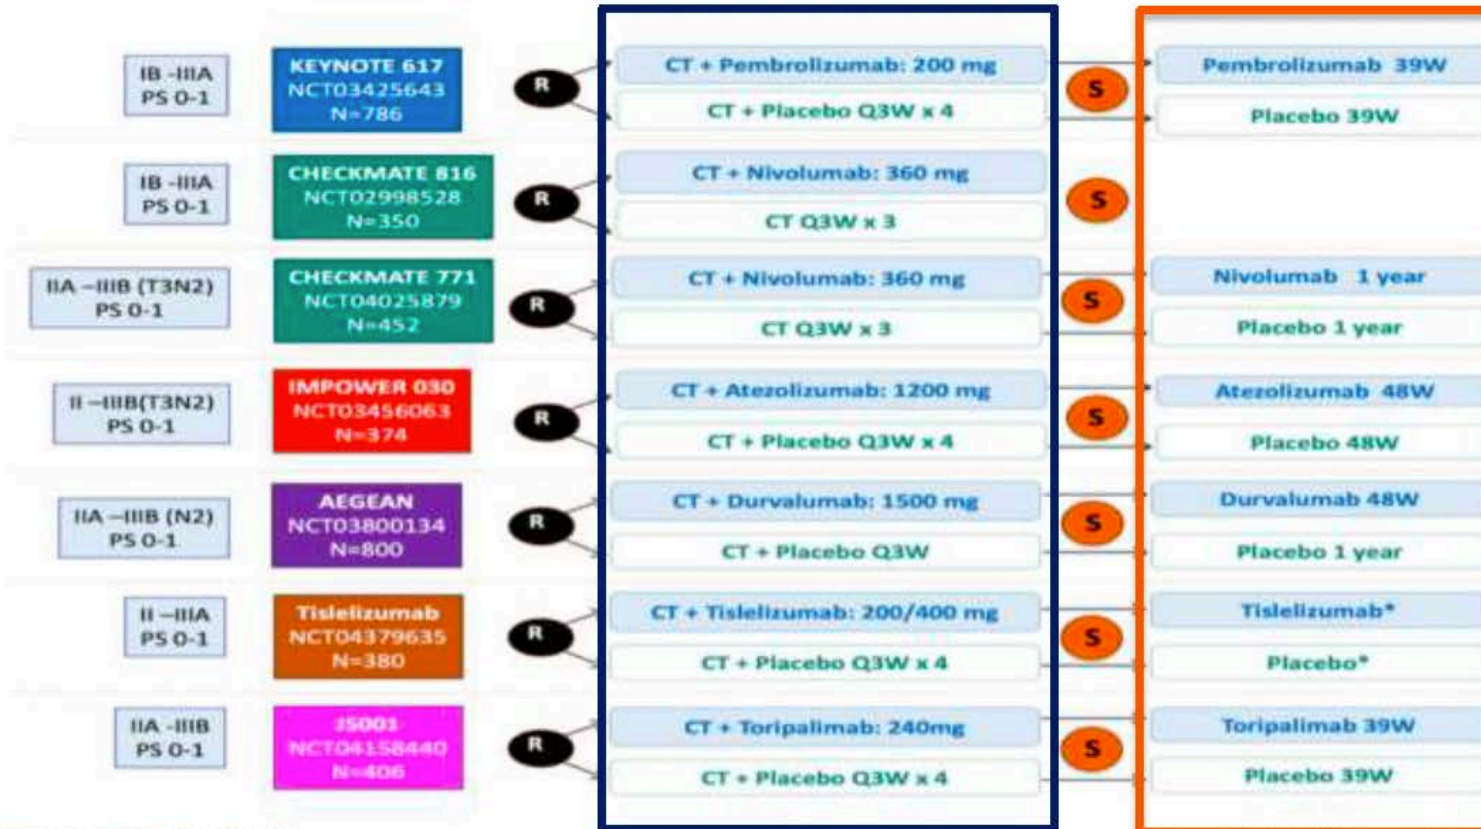 IB -IIIA
PS 0-1
KEYNOTE 617
NCT03425643
N=786
R
CT + Pembrolizumab: 200 mg
CT + Placebo Q3W x 4
S
Pembrolizumab 39W
Placebo 39W
IB -IIIA
PS 0-1
CHECKMATE 816
NCT02998528
N=350
R
CT + Nivolumab: 360 mg
CT Q3W x 3
S
IIA –IIIB (T3N2)
PS 0-1
CHECKMATE 771
NCT04025879
N=452
R
CT + Nivolumab: 360 mg
CT Q3W x 3
S
Nivolumab 1 year
Placebo 1 year
II –IIIB(T3N2)
PS 0-1
IMPOWER 030
NCT03456063
N=374
R
CT + Atezolizumab: 1200 mg
CT + Placebo Q3W x 4
S
Atezolizumab 48W
Placebo 48W
IIA –IIIB (N2)
PS 0-1
AEGEAN
NCT03800134
N=800
R
CT + Durvalumab: 1500 mg
CT + Placebo Q3W
S
Durvalumab 48W
Placebo 1 year
II –IIIA
PS 0-1
Tislelizumab
NCT04379635
N=380
R
CT + Tislelizumab: 200/400 mg
CT + Placebo Q3W x 4
S
Tislelizumab*
Placebo*
IIA -IIIB
PS 0-1
JS001
NCT04158440
N=406
R
CT + Toripalimab: 240mg
CT + Placebo Q3W x 4
S
Toripalimab 39W
Placebo 39W